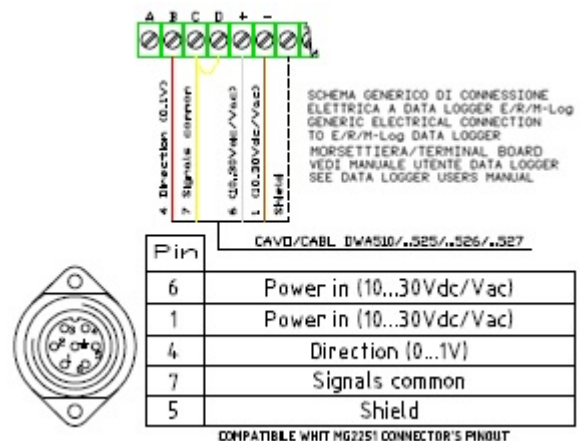 A B C D + -
4 Direction (0.1V)
7 Signals common
6 (10..30Vdc/Vac)
1 (10..30Vdc/Vac)
Shield
SCHEMA GENERICO DI CONNESSIONE
ELETTRICA A DATA LOGGER E/R/M-Log
GENERIC ELECTRICAL CONNECTION
TO E/R/M-Log DATA LOGGER
MORSETTIERA/TERMINAL BOARD
VEDI MANUALE UTENTE DATA LOGGER
SEE DATA LOGGER USERS MANUAL
CAVO/CABL DWA510/..525/..526/..527
Pin
6 Power in (10...30Vdc/Vac)
1 Power in (10...30Vdc/Vac)
4 Direction (0...1V)
7 Signals common
5 Shield
COMPATIBLE WHIT MG2251 CONNECTOR'S PINOUT